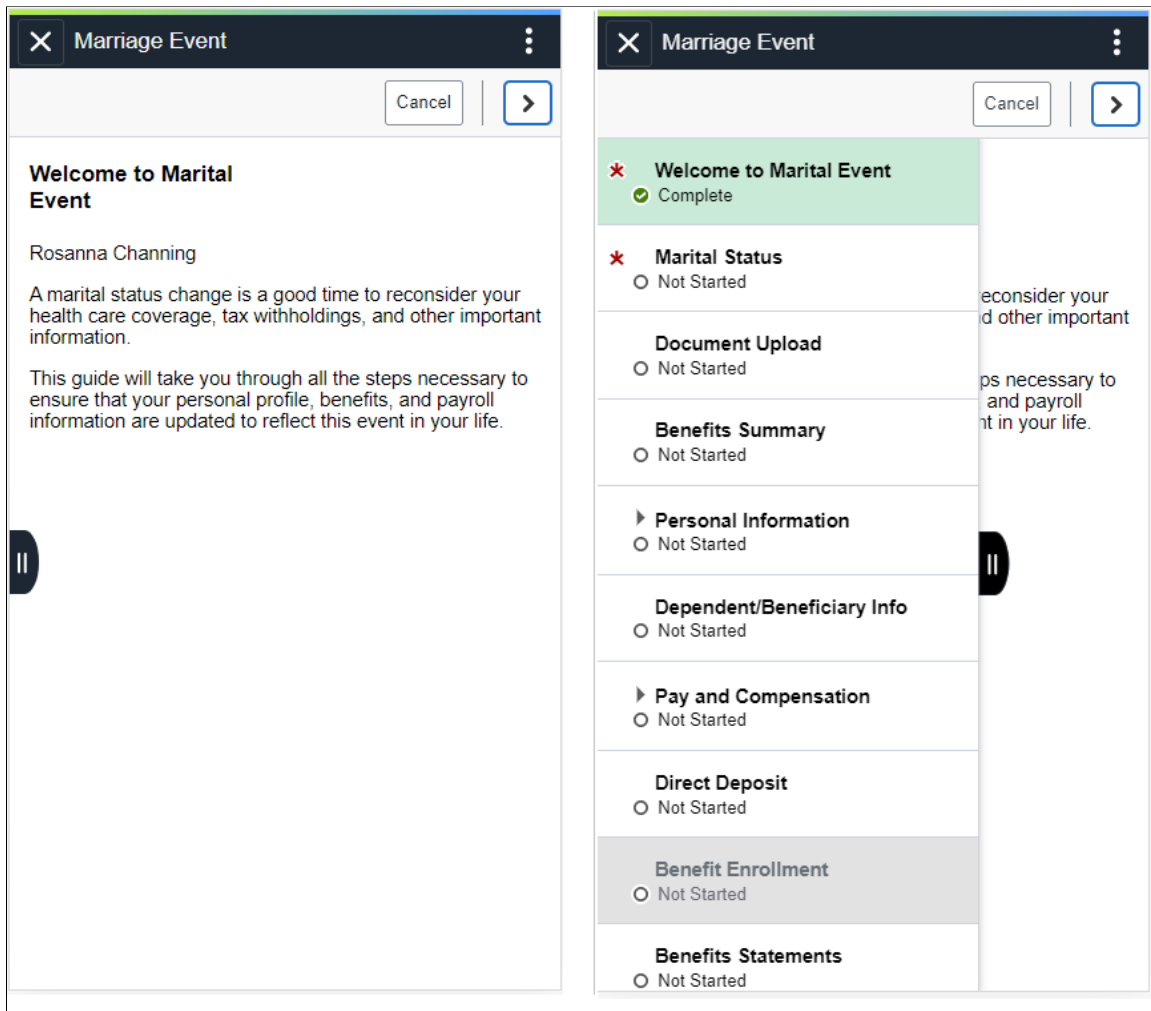 Marriage Event
Cancel
Welcome to Marital
Event
Rosanna Channing
A marital status change is a good time to reconsider your
health care coverage, tax withholdings, and other important
information.
This guide will take you through all the steps necessary to
ensure that your personal profile, benefits, and payroll
information are updated to reflect this event in your life.
Marriage Event
Cancel
* Welcome to Marital Event
Complete
* Marital Status
Not Started
Document Upload
Not Started
Benefits Summary
Not Started
Personal Information
Not Started
Dependent/Beneficiary Info
Not Started
Pay and Compensation
Not Started
Direct Deposit
Not Started
Benefit Enrollment
Not Started
Benefits Statements
Not Started
econsider your
d other important
ps necessary to
and payroll
nt in your life.